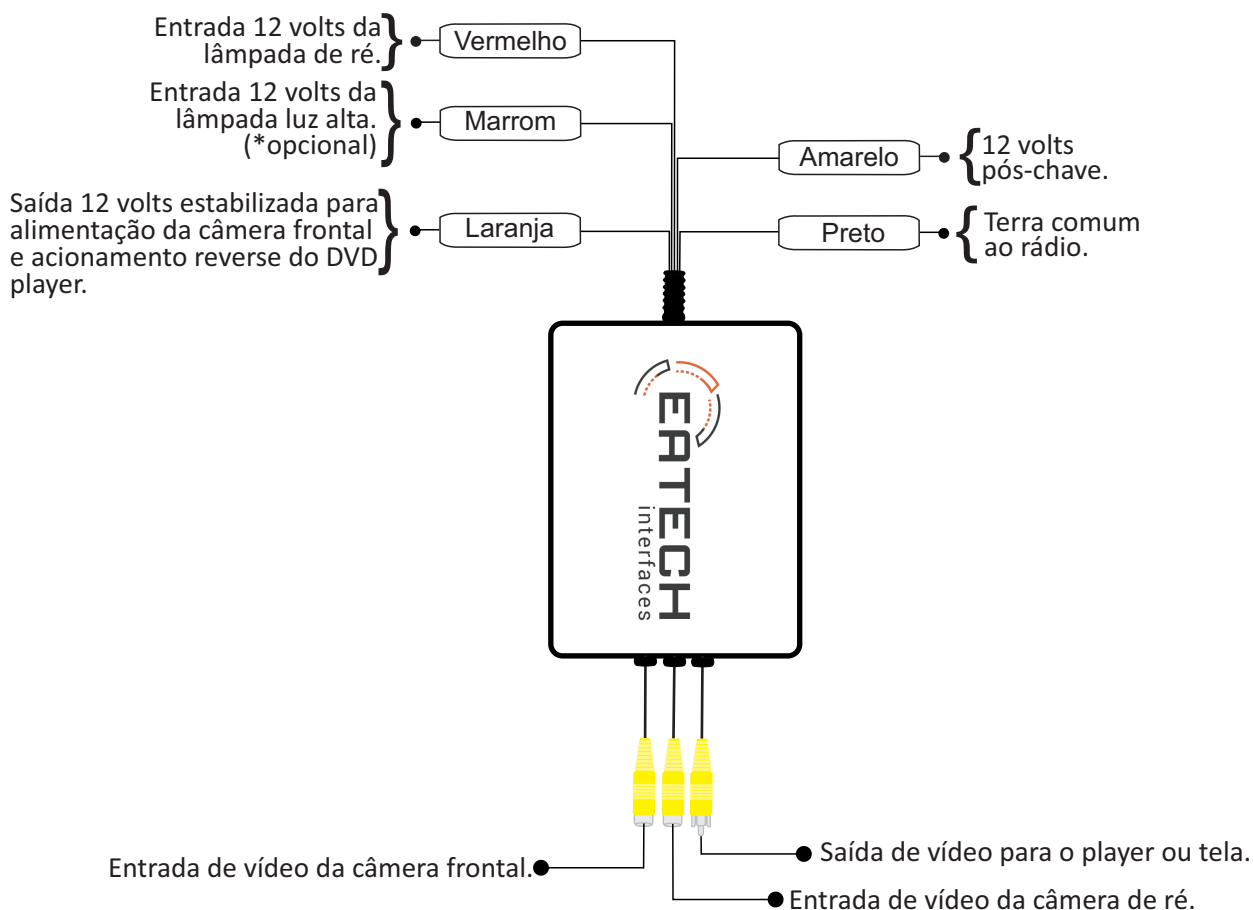 Entrada 12 volts da
lâmpada de ré.
Vermelho
Entrada 12 volts da
lâmpada luz alta.
(*opcional)
Marrom
Saída 12 volts estabilizada para
alimentação da câmera frontal
e acionamento reverse do DVD
player.
Laranja
Amarelo
12 volts
pós-chave.
Preto
Terra comum
ao rádio.
EATECH
interfaces
Entrada de vídeo da câmera frontal.
Saída de vídeo para o player ou tela.
Entrada de vídeo da câmera de ré.